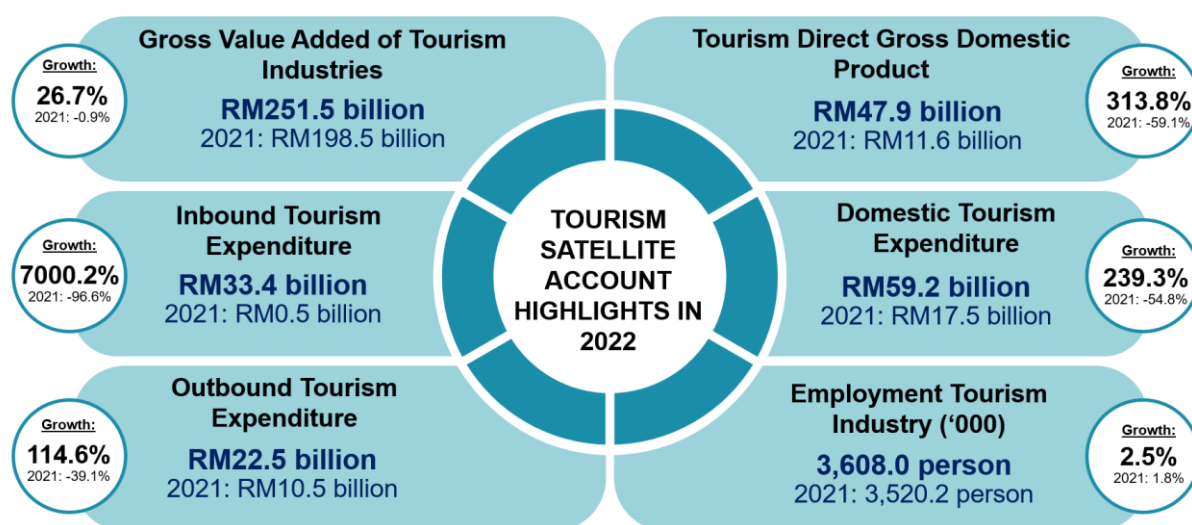 Gross Value Added of Tourism
Industries
RM251.5 billion
2021: RM198.5 billion
Growth:
26.7%
2021: -0.9%
Tourism Direct Gross Domestic
Product
RM47.9 billion
2021: RM11.6 billion
Growth:
313.8%
2021: -59.1%
Inbound Tourism
Expenditure
RM33.4 billion
2021: RM0.5 billion
Growth:
7000.2%
2021: -96.6%
TOURISM
SATELLITE
ACCOUNT
HIGHLIGHTS IN
2022
Domestic Tourism
Expenditure
RM59.2 billion
2021: RM17.5 billion
Growth:
239.3%
2021: -54.8%
Outbound Tourism
Expenditure
RM22.5 billion
2021: RM10.5 billion
Growth:
114.6%
2021: -39.1%
Employment Tourism
Industry (‘000)
3,608.0 person
2021: 3,520.2 person
Growth:
2.5%
2021: 1.8%